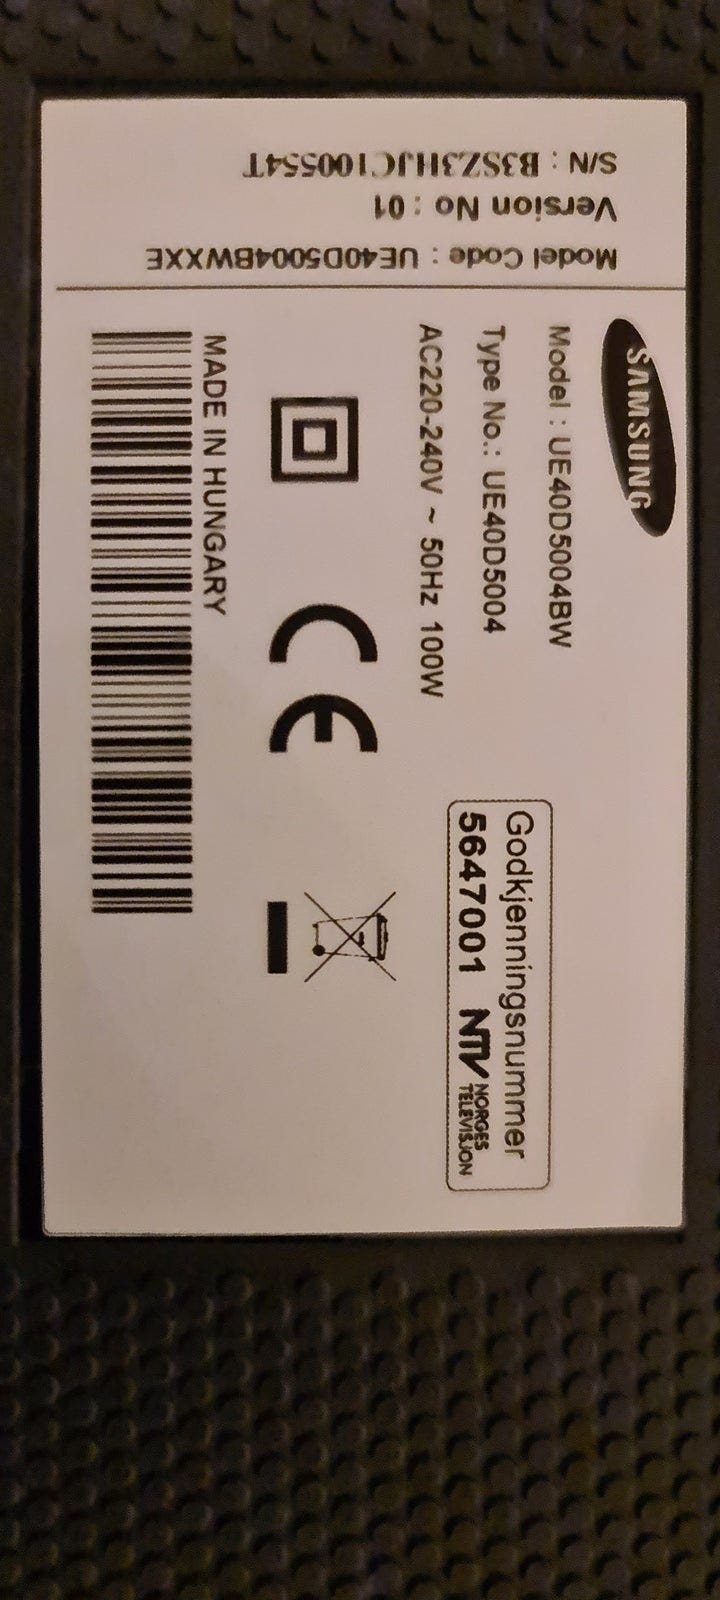 SAMSUNG
Model : UE40D5004BW
Type No.: UE40D5004
AC220-240V ~ 50Hz 100W
Godkjenningsnummer
5647001 NTV NORGES
TELEVISJON
CE
MADE IN HUNGARY
Model Code : UE40D5004BWXXE
Version No : 01
S/N : B3SZ3HJC100554T